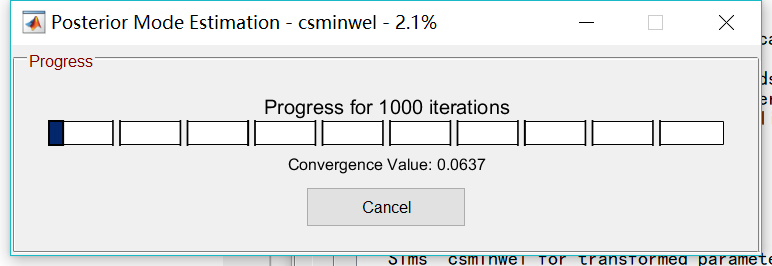 Posterior Mode Estimation - csminwel - 2.1%
Progress
Progress for 1000 iterations
Convergence Value: 0.0637
Cancel
Sims csminwel for transformed paramete